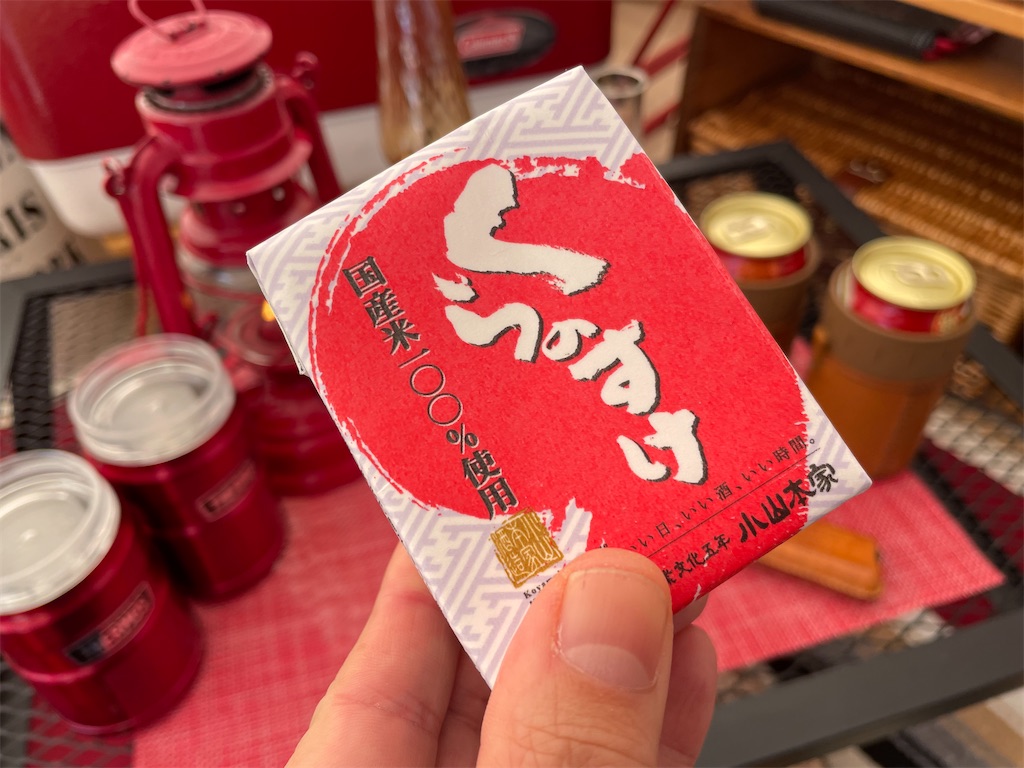 くらのすけ
国産米一〇〇%使用
いい日、いい酒、いい時間。
文化五年 小山本家